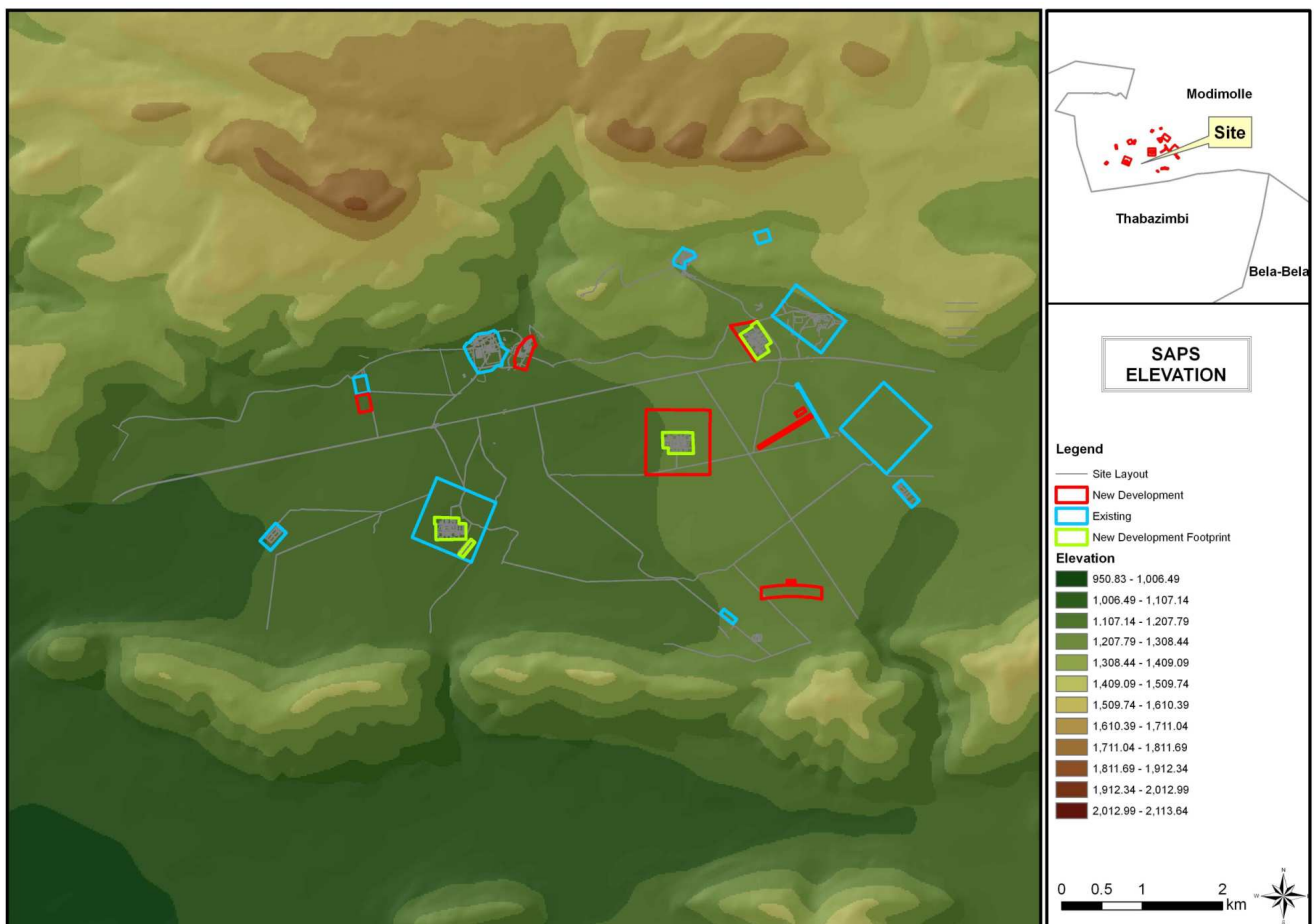 Modimolle
Site
Thabazimbi
Bela-Bela
SAPS
ELEVATION
Legend
Site Layout
New Development
Existing
New Development Footprint
Elevation
950.83 - 1,006.49
1,006.49 - 1,107.14
1,107.14 - 1,207.79
1,207.79 - 1,308.44
1,308.44 - 1,409.09
1,409.09 - 1,509.74
1,509.74 - 1,610.39
1,610.39 - 1,711.04
1,711.04 - 1,811.69
1,811.69 - 1,912.34
1,912.34 - 2,012.99
2,012.99 - 2,113.64
0 0.5 1 2
km
N
W E
S